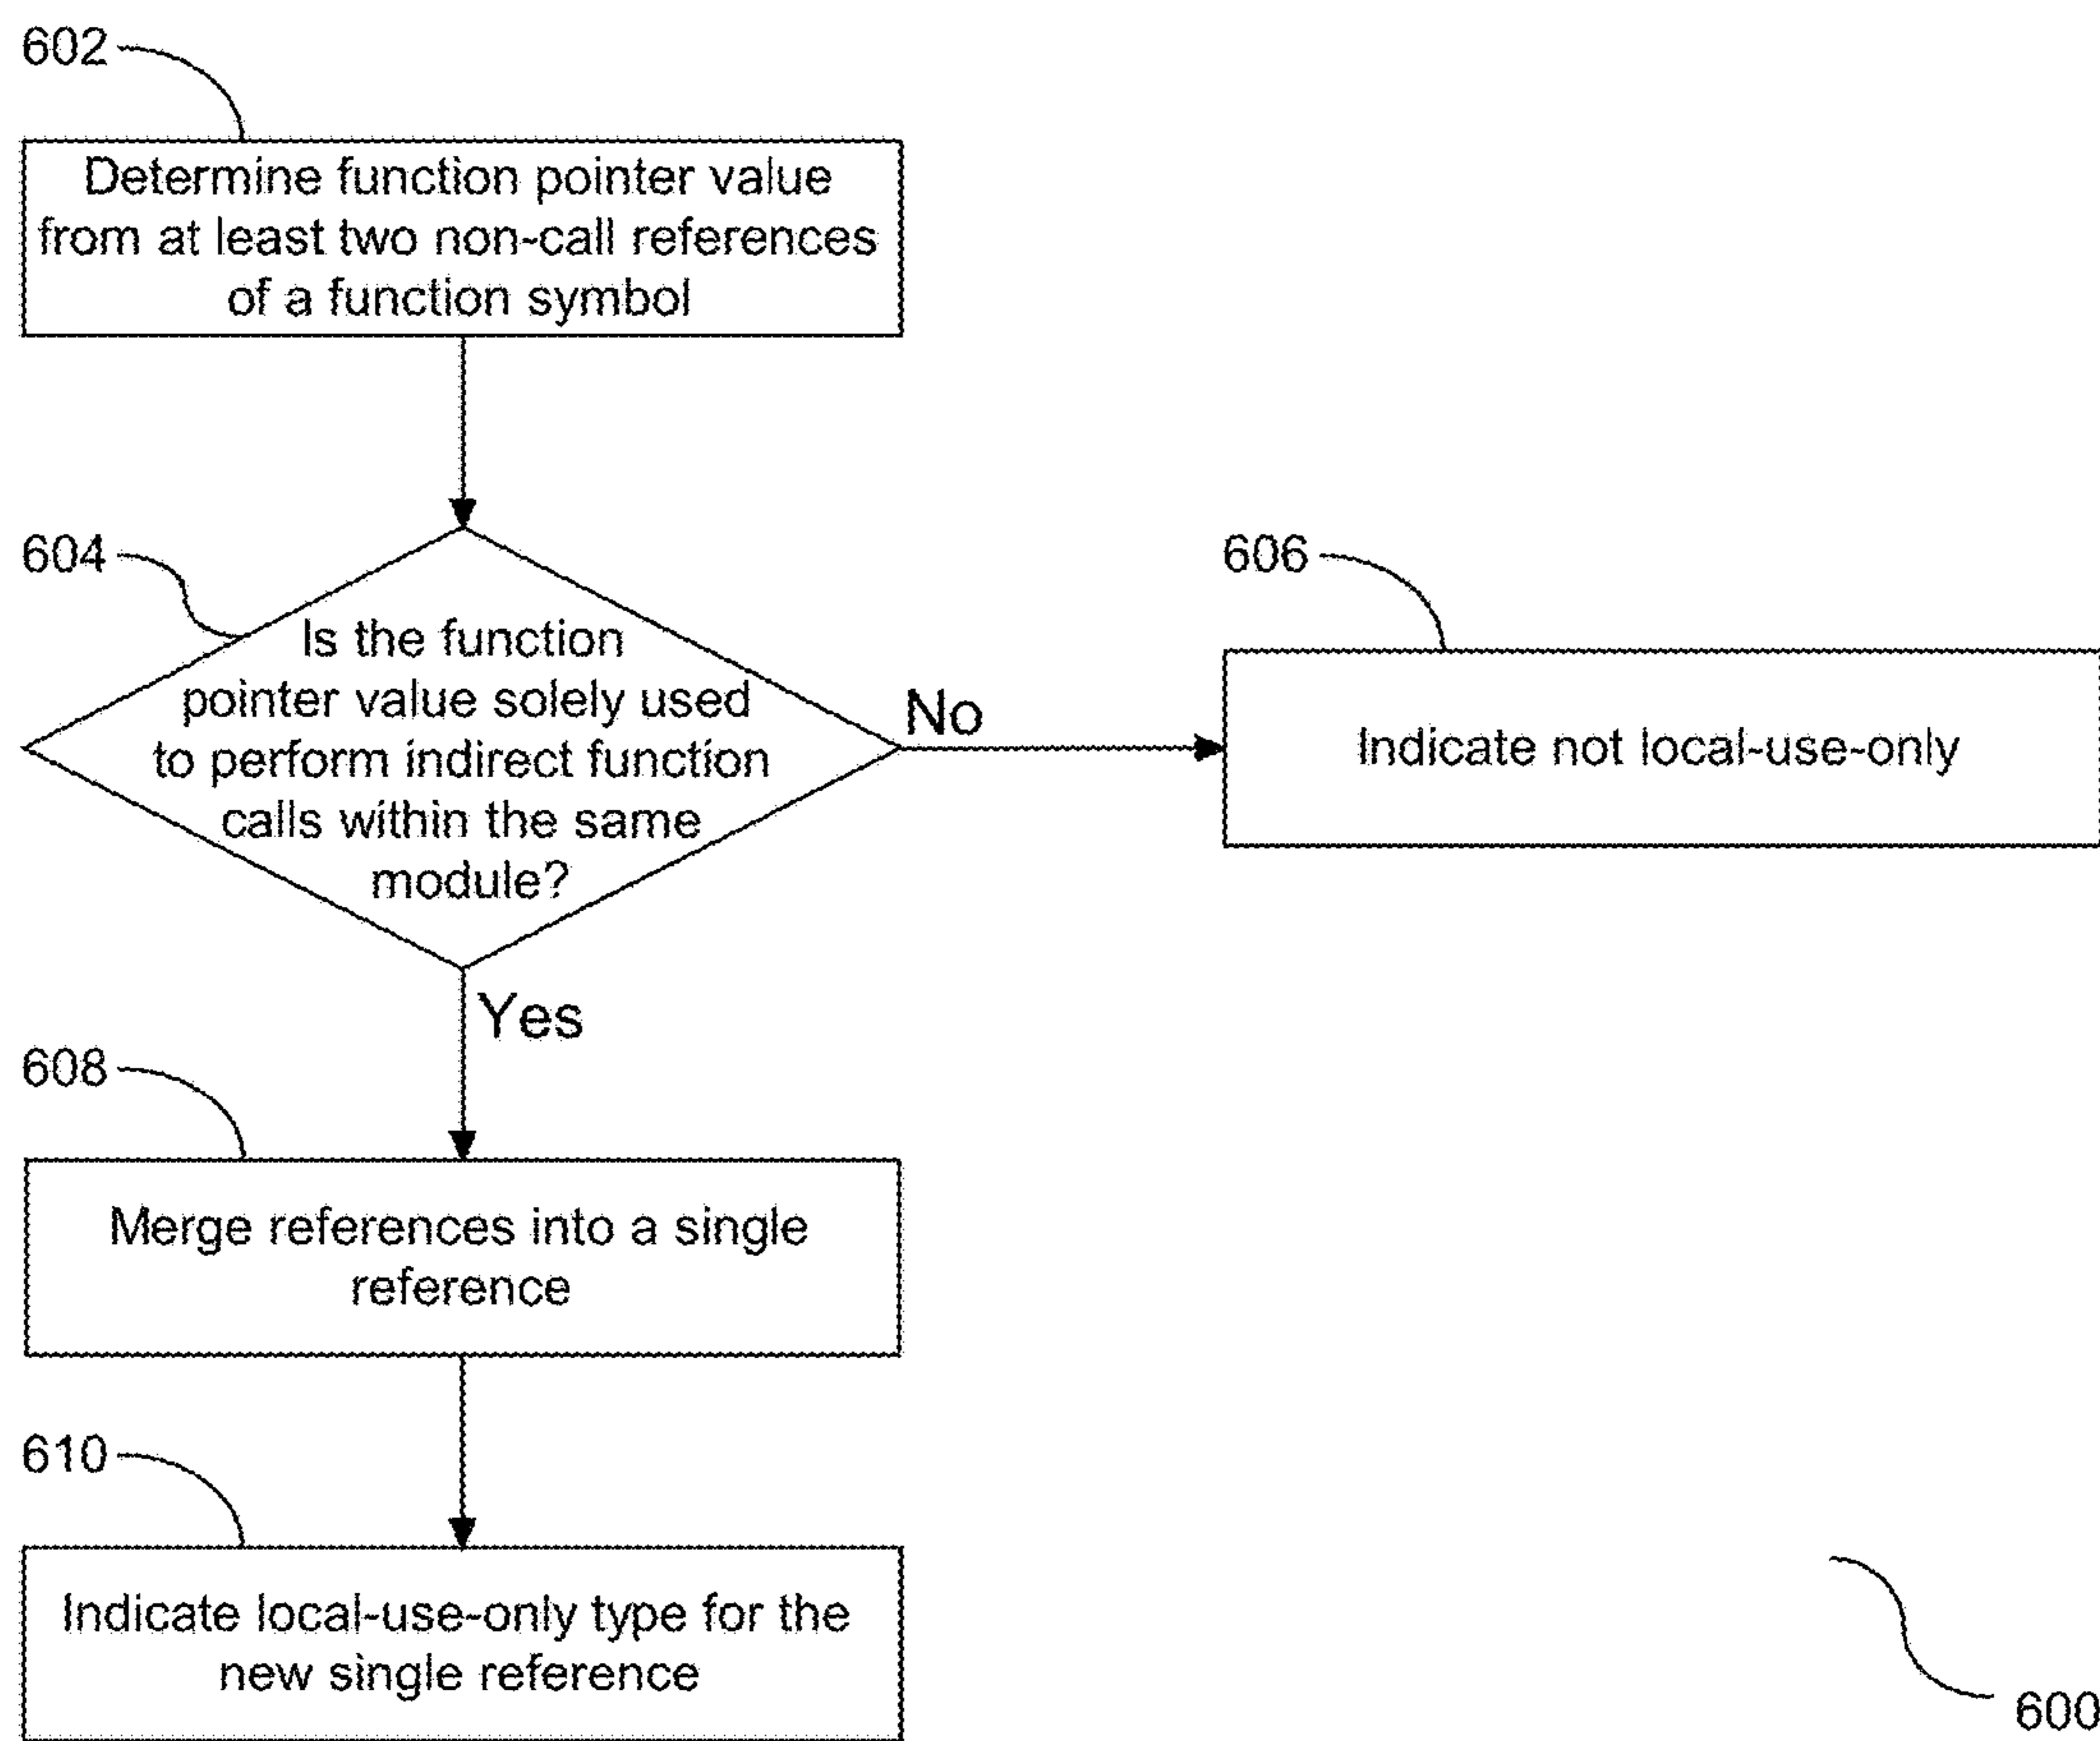 602
Determine function pointer value
from at least two non-call references
of a function symbol
604
Is the function
pointer value solely used
to perform indirect function
calls within the same
module?
No
606
Indicate not local-use-only
Yes
608
Merge references into a single
reference
610
Indicate local-use-only type for the
new single reference
600